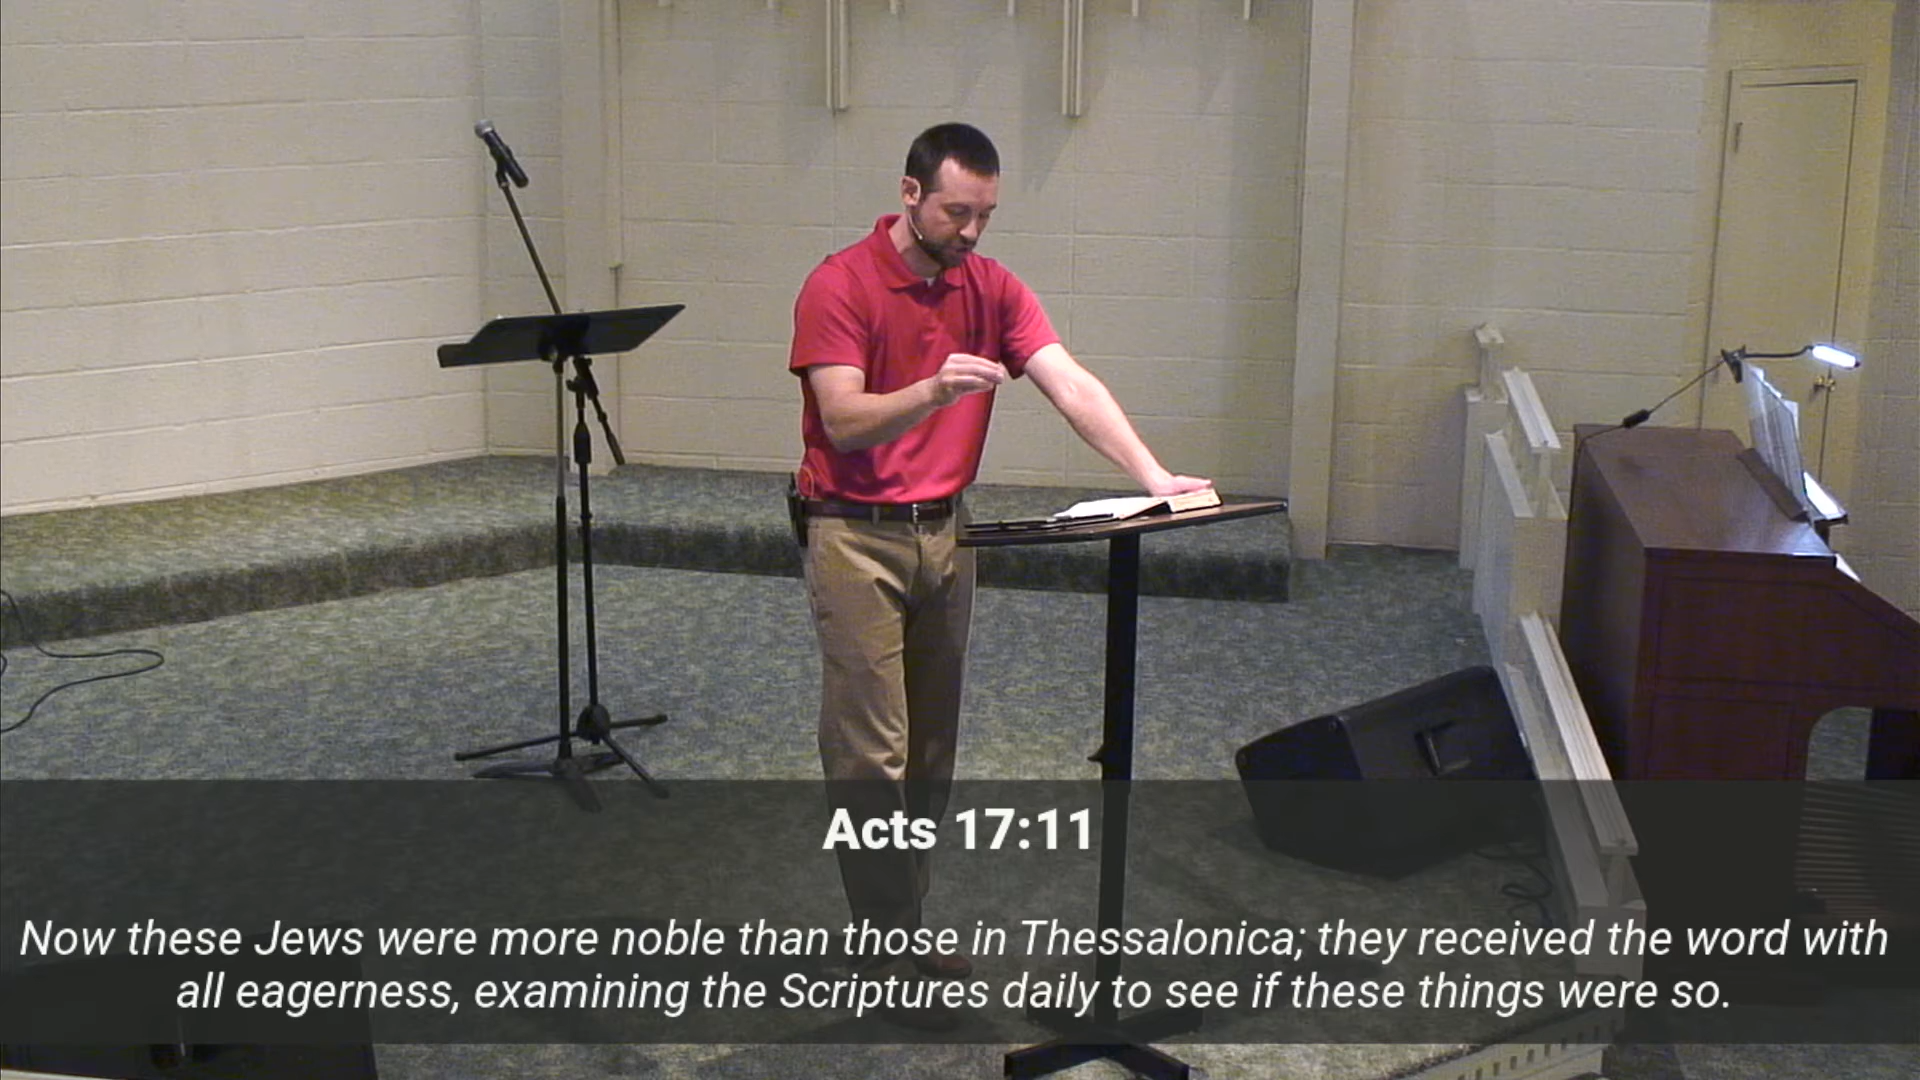 Acts 17:11
Now these Jews were more noble than those in Thessalonica; they received the word with
all eagerness, examining the Scriptures daily to see if these things were so.